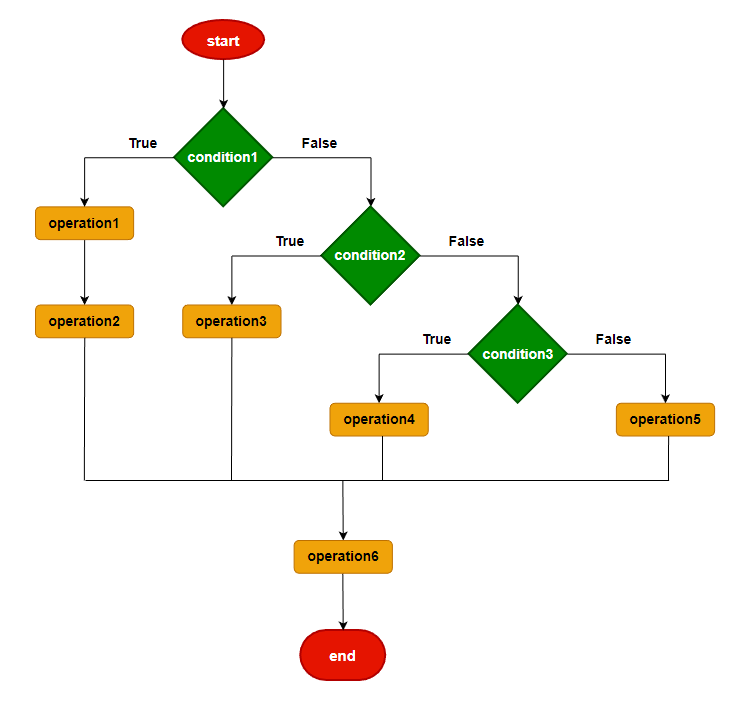 start
True
condition1
False
operation1
True
condition2
False
operation2
operation3
True
condition3
False
operation4
operation5
operation6
end